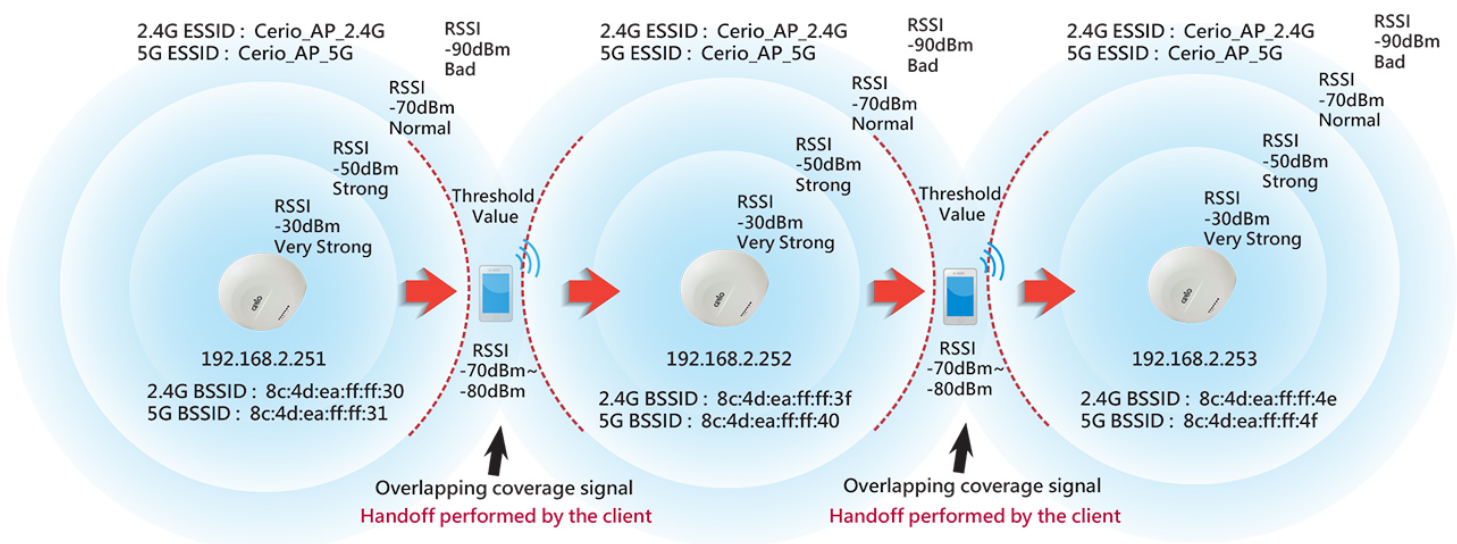 2.4G ESSID : Cerio_AP_2.4G
5G ESSID : Cerio_AP_5G
RSSI
-90dBm
Bad
RSSI
-70dBm
Normal
RSSI
-50dBm
Strong
RSSI
-30dBm
Very Strong
cerio
192.168.2.251
2.4G BSSID : 8c:4d:ea:ff:ff:30
5G BSSID : 8c:4d:ea:ff:ff:31
Threshold
Value
RSSI
-70dBm~
-80dBm
Overlapping coverage signal
Handoff performed by the client
2.4G ESSID : Cerio_AP_2.4G
5G ESSID : Cerio_AP_5G
RSSI
-90dBm
Bad
RSSI
-70dBm
Normal
RSSI
-50dBm
Strong
RSSI
-30dBm
Very Strong
cerio
192.168.2.252
2.4G BSSID : 8c:4d:ea:ff:ff:3f
5G BSSID : 8c:4d:ea:ff:ff:40
Threshold
Value
RSSI
-70dBm~
-80dBm
Overlapping coverage signal
Handoff performed by the client
2.4G ESSID : Cerio_AP_2.4G
5G ESSID : Cerio_AP_5G
RSSI
-90dBm
Bad
RSSI
-70dBm
Normal
RSSI
-50dBm
Strong
RSSI
-30dBm
Very Strong
cerio
192.168.2.253
2.4G BSSID : 8c:4d:ea:ff:ff:4e
5G BSSID : 8c:4d:ea:ff:ff:4f